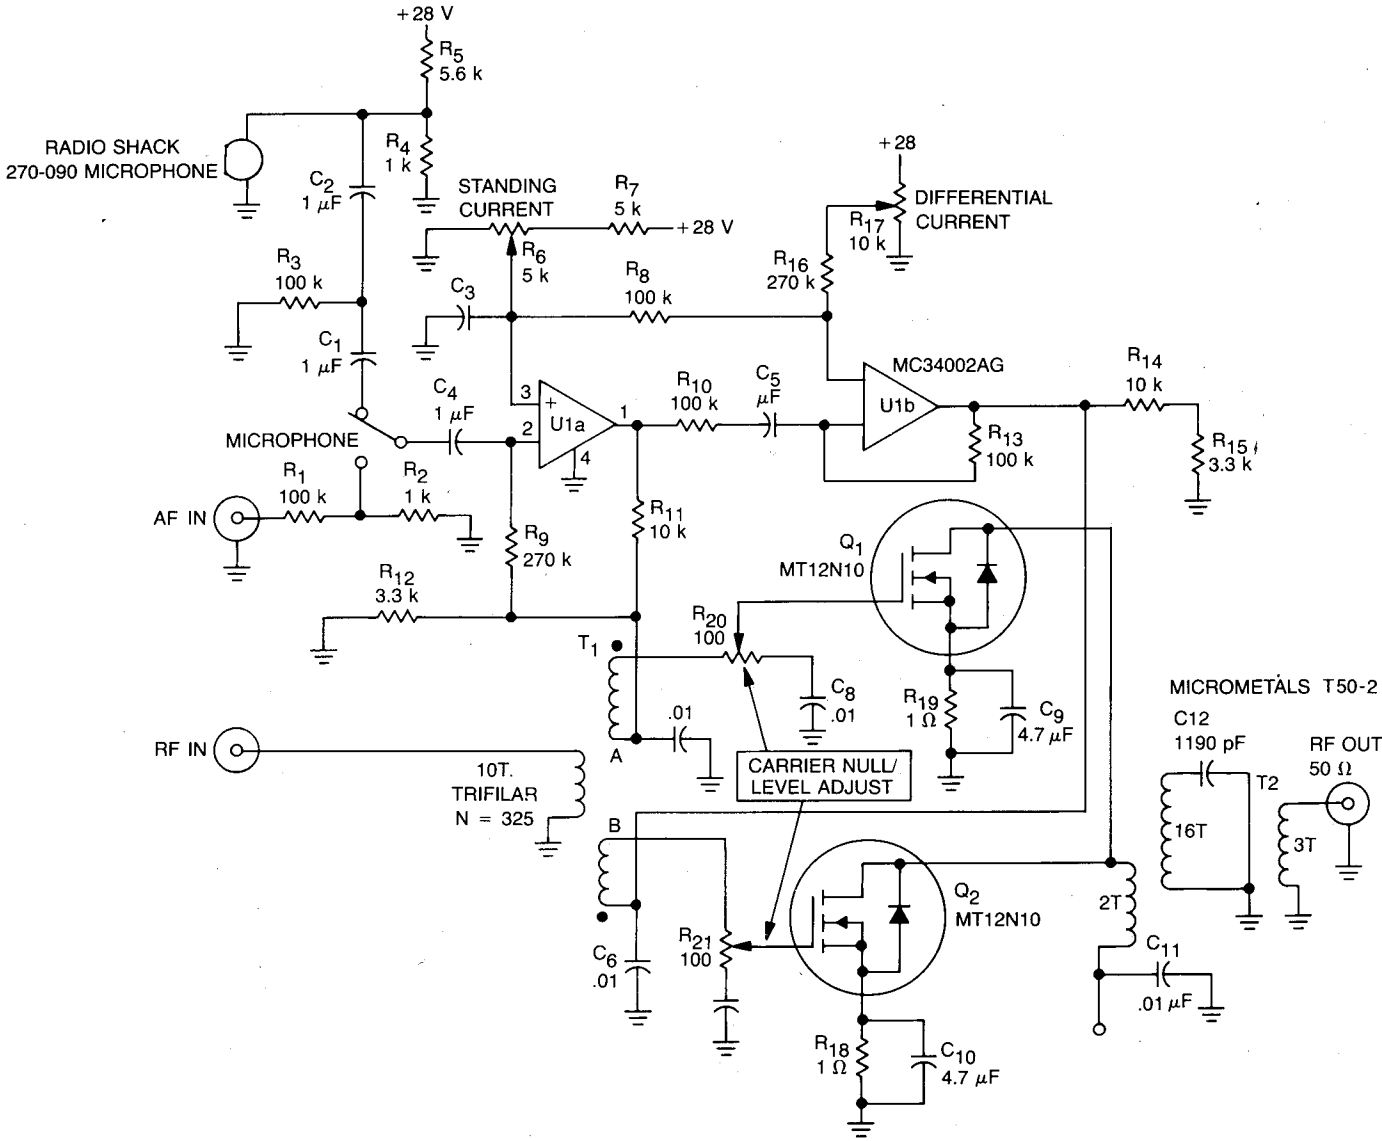 +28 V
R5
5.6 k
RADIO SHACK
270-090 MICROPHONE
R4
1 k
C2
1 µF
STANDING
CURRENT
R7
5 k
+28 V
R6
5 k
+28
DIFFERENTIAL
CURRENT
R17
10 k
R16
270 k
R3
100 k
C3
R8
100 k
C1
1 µF
C4
1 µF
MICROPHONE
3
+
2
U1a
1
4
R10
100 k
C5
µF
MC34002AG
U1b
R14
10 k
R13
100 k
R15
3.3 k
R1
100 k
R2
1 k
AF IN
R9
270 k
R11
10 k
R12
3.3 k
Q1
MT12N10
T1
R20
100
C8
.01
R19
1 Ω
C9
4.7 µF
.01
A
RF IN
10T.
TRIFILAR
N = 325
CARRIER NULL/
LEVEL ADJUST
MICROMETALS T50-2
C12
1190 pF
T2
RF OUT
50 Ω
16T
3T
B
Q2
MT12N10
2T
R21
100
C6
.01
C11
.01 µF
R18
1 Ω
C10
4.7 µF